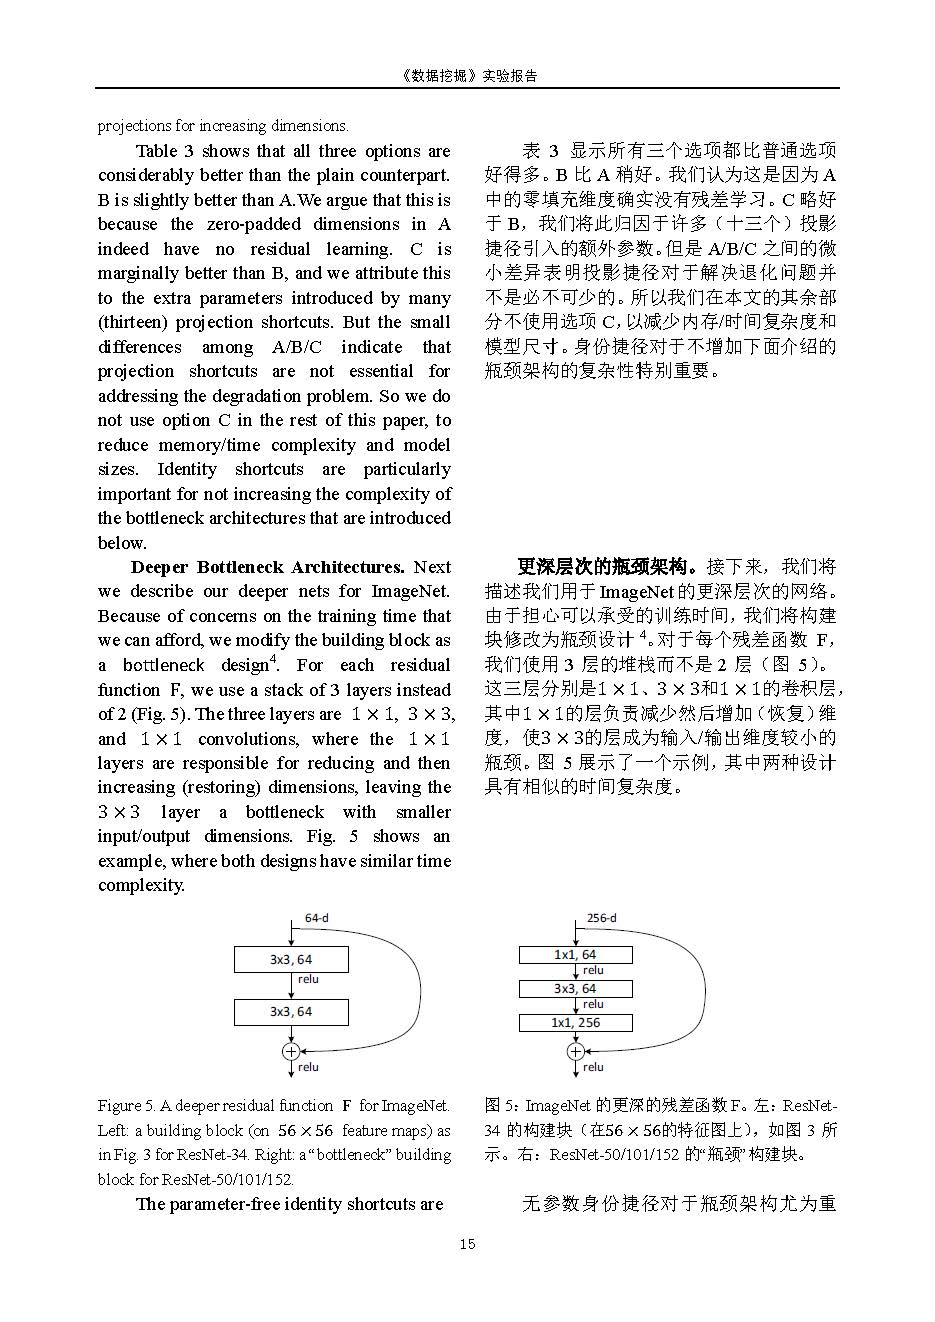 《数据挖掘》实验报告
projections for increasing dimensions.
Table 3 shows that all three options are
considerably better than the plain counterpart.
B is slightly better than A.We argue that this is
because the zero-padded dimensions in A
indeed have no residual learning. C is
marginally better than B, and we attribute this
to the extra parameters introduced by many
(thirteen) projection shortcuts. But the small
differences among A/B/C indicate that
projection shortcuts are not essential for
addressing the degradation problem. So we do
not use option C in the rest of this paper, to
reduce memory/time complexity and model
sizes. Identity shortcuts are particularly
important for not increasing the complexity of
the bottleneck architectures that are introduced
below.
表 3 显示所有三个选项都比普通选项
好得多。B 比 A 稍好。我们认为这是因为 A
中的零填充维度确实没有残差学习。C 略好
于 B，我们将此归因于许多（十三个）投影
捷径引入的额外参数。但是 A/B/C 之间的微
小差异表明投影捷径对于解决退化问题并
不是必不可少的。所以我们在本文的其余部
分不使用选项 C，以减少内存/时间复杂度和
模型尺寸。身份捷径对于不增加下面介绍的
瓶颈架构的复杂性特别重要。
Deeper Bottleneck Architectures. Next
we describe our deeper nets for ImageNet.
Because of concerns on the training time that
we can afford, we modify the building block as
a bottleneck design⁴. For each residual
function F, we use a stack of 3 layers instead
of 2 (Fig. 5). The three layers are 1 × 1, 3 × 3,
and 1 × 1 convolutions, where the 1 × 1
layers are responsible for reducing and then
increasing (restoring) dimensions, leaving the
3 × 3 layer a bottleneck with smaller
input/output dimensions. Fig. 5 shows an
example, where both designs have similar time
complexity.
更深层次的瓶颈架构。接下来，我们将
描述我们用于 ImageNet 的更深层次的网络。
由于担心可以承受的训练时间，我们将构建
块修改为瓶颈设计 ⁴。对于每个残差函数 F，
我们使用 3 层的堆栈而不是 2 层（图 5）。
这三层分别是1 × 1、3 × 3和1 × 1的卷积层，
其中1 × 1的层负责减少然后增加（恢复）维
度，使3 × 3的层成为输入/输出维度较小的
瓶颈。图 5 展示了一个示例，其中两种设计
具有相似的时间复杂度。
64-d
3x3, 64
relu
3x3, 64
relu
256-d
1x1, 64
relu
3x3, 64
relu
1x1, 256
relu
Figure 5. A deeper residual function F for ImageNet.
Left: a building block (on 56 × 56 feature maps) as
in Fig. 3 for ResNet-34. Right: a “bottleneck” building
block for ResNet-50/101/152.
图 5：ImageNet 的更深的残差函数 F。左：ResNet-
34 的构建块（在56 × 56的特征图上），如图 3 所
示。右：ResNet-50/101/152 的“瓶颈”构建块。
The parameter-free identity shortcuts are
无参数身份捷径对于瓶颈架构尤为重
15